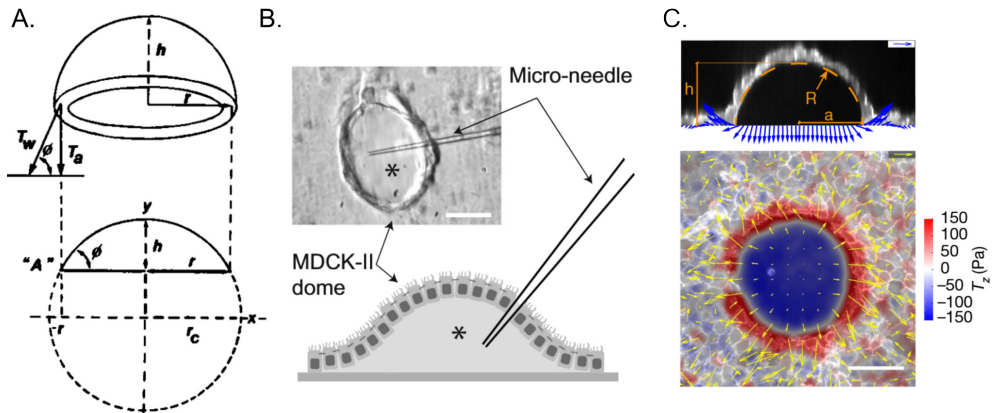 A.
h
r
T_w
ø
T_a
y
"A"
ø
h
r
-r
r_c
x
B.
Micro-needle
*
MDCK-II
dome
*
C.
h
R
a
150
100
50
0
−50
−100
−150
T_z (Pa)